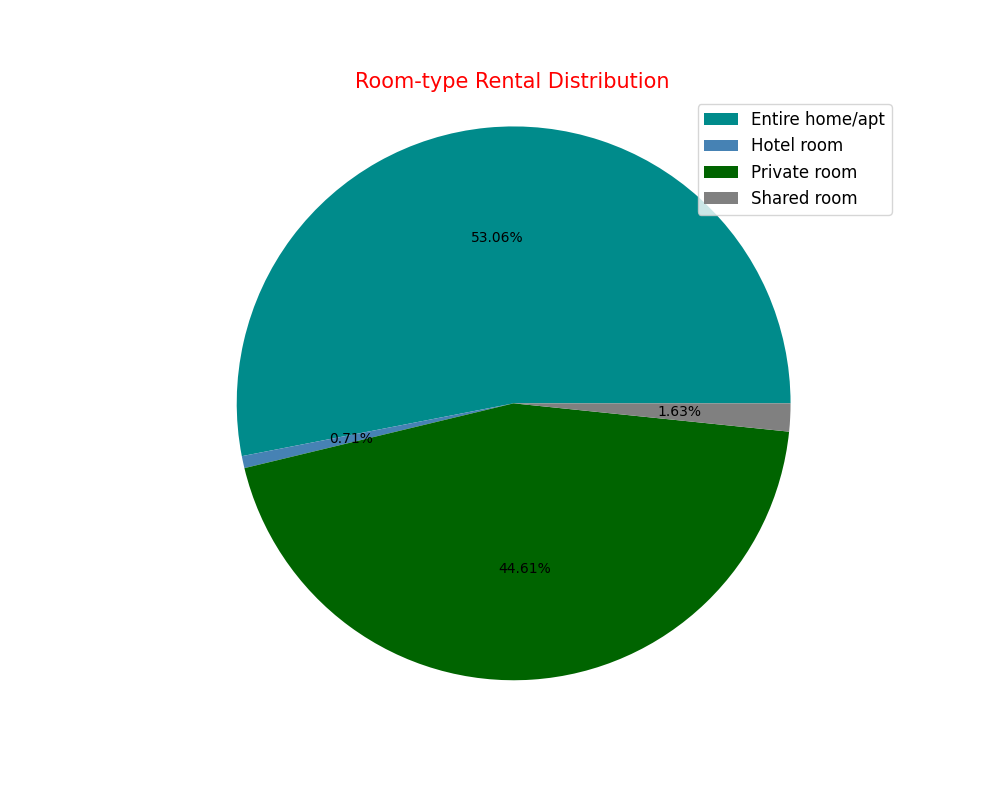 Room-type Rental Distribution
Entire home/apt
Hotel room
Private room
Shared room
53.06%
0.71%
1.63%
44.61%